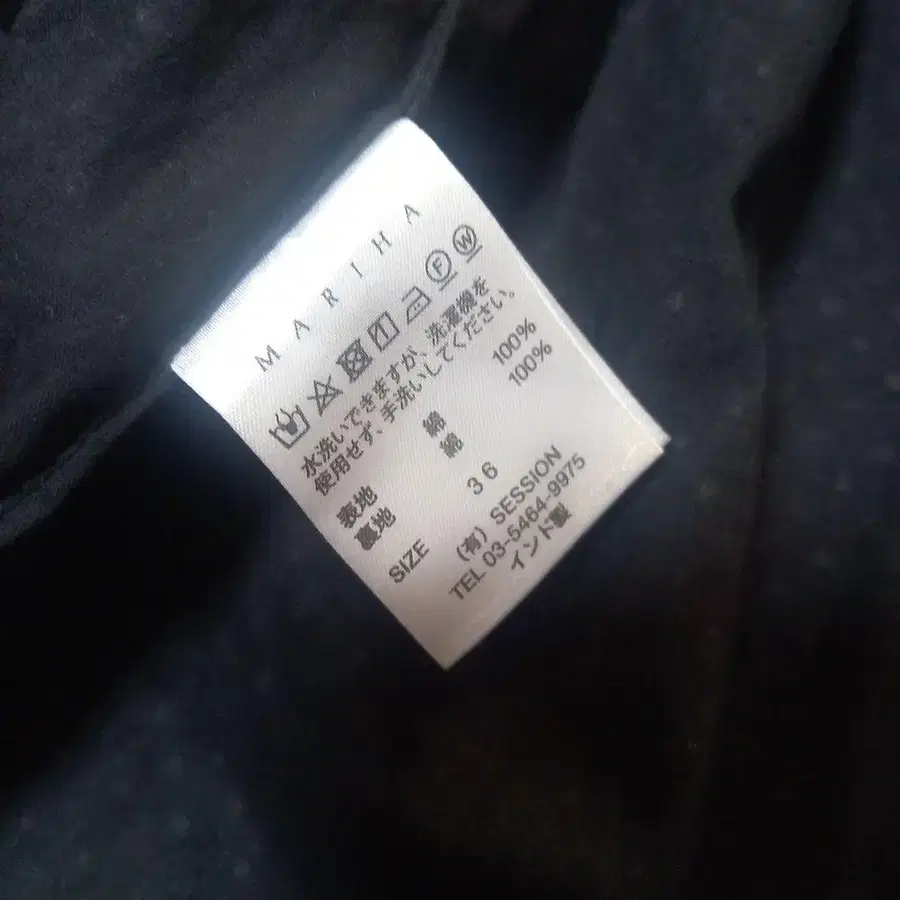 MARIHA
F W
水洗いできますが、洗濯機を
使用せず、手洗いしてください。
表地 綿 100%
裏地 綿 100%
SIZE 36
(有) SESSION
TEL 03-5464-9975
インド製